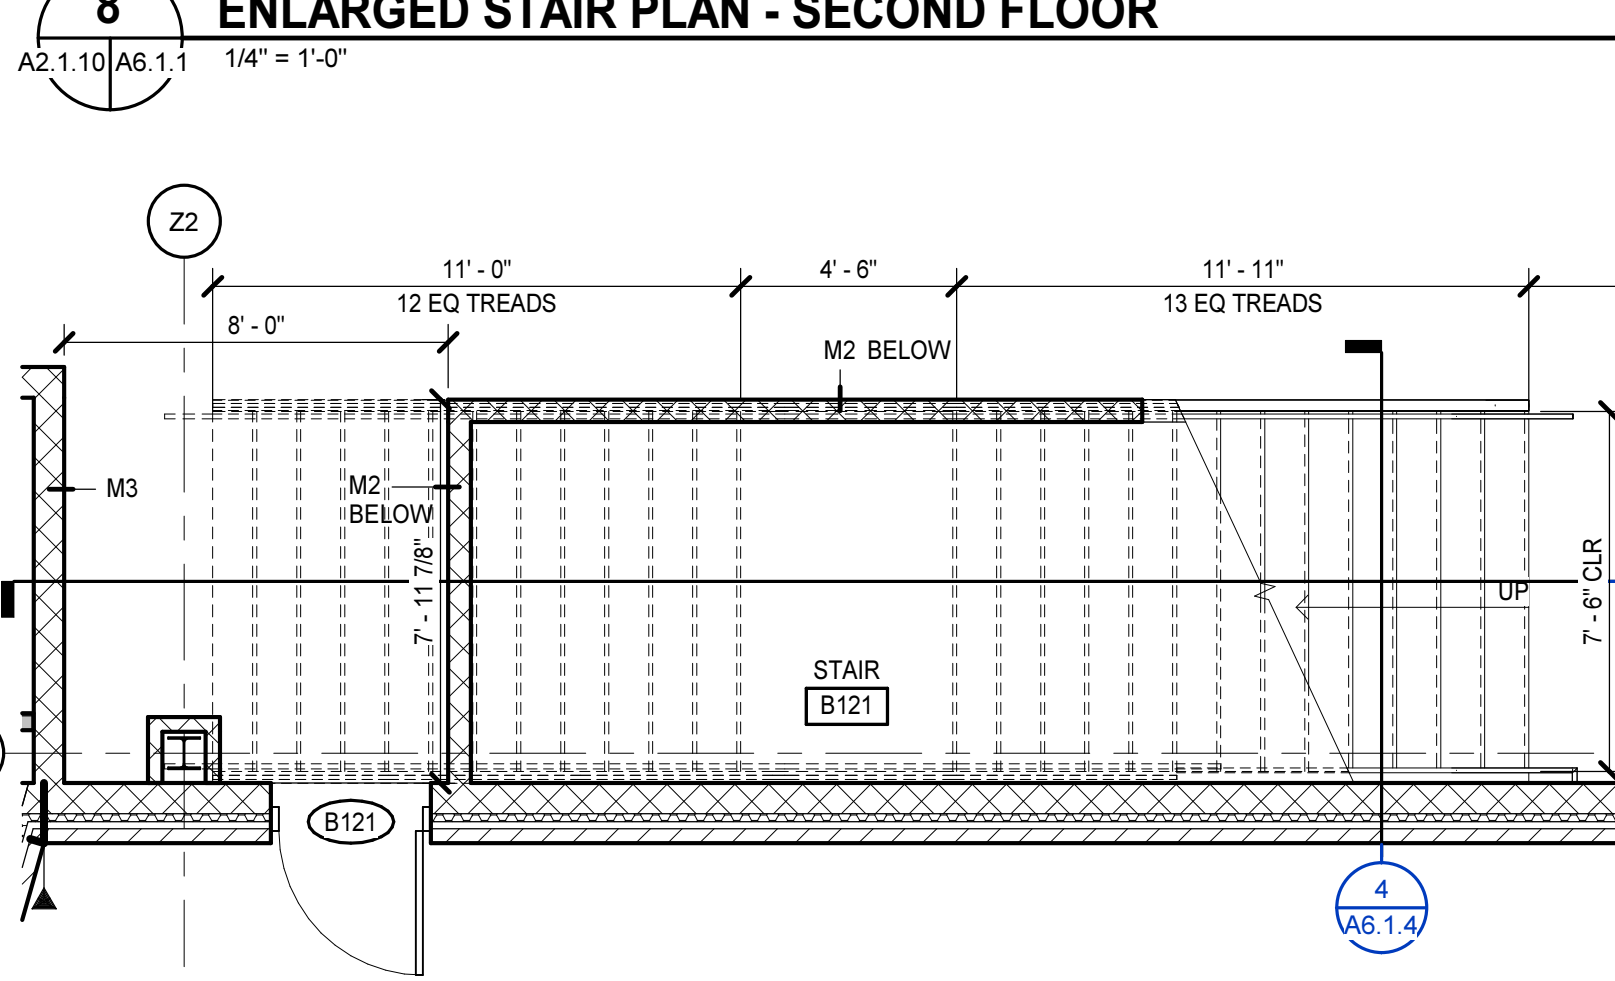 8
ENLARGED STAIR PLAN - SECOND FLOOR
A2.1.10 A6.1.1
1/4" = 1'-0"
Z2
11' - 0"
4' - 6"
11' - 11"
12 EQ TREADS
13 EQ TREADS
8' - 0"
M2 BELOW
M3
M2
BELOW
7' - 11 7/8"
7' - 6" CLR
UP
STAIR
B121
B121
4
A6.1.4